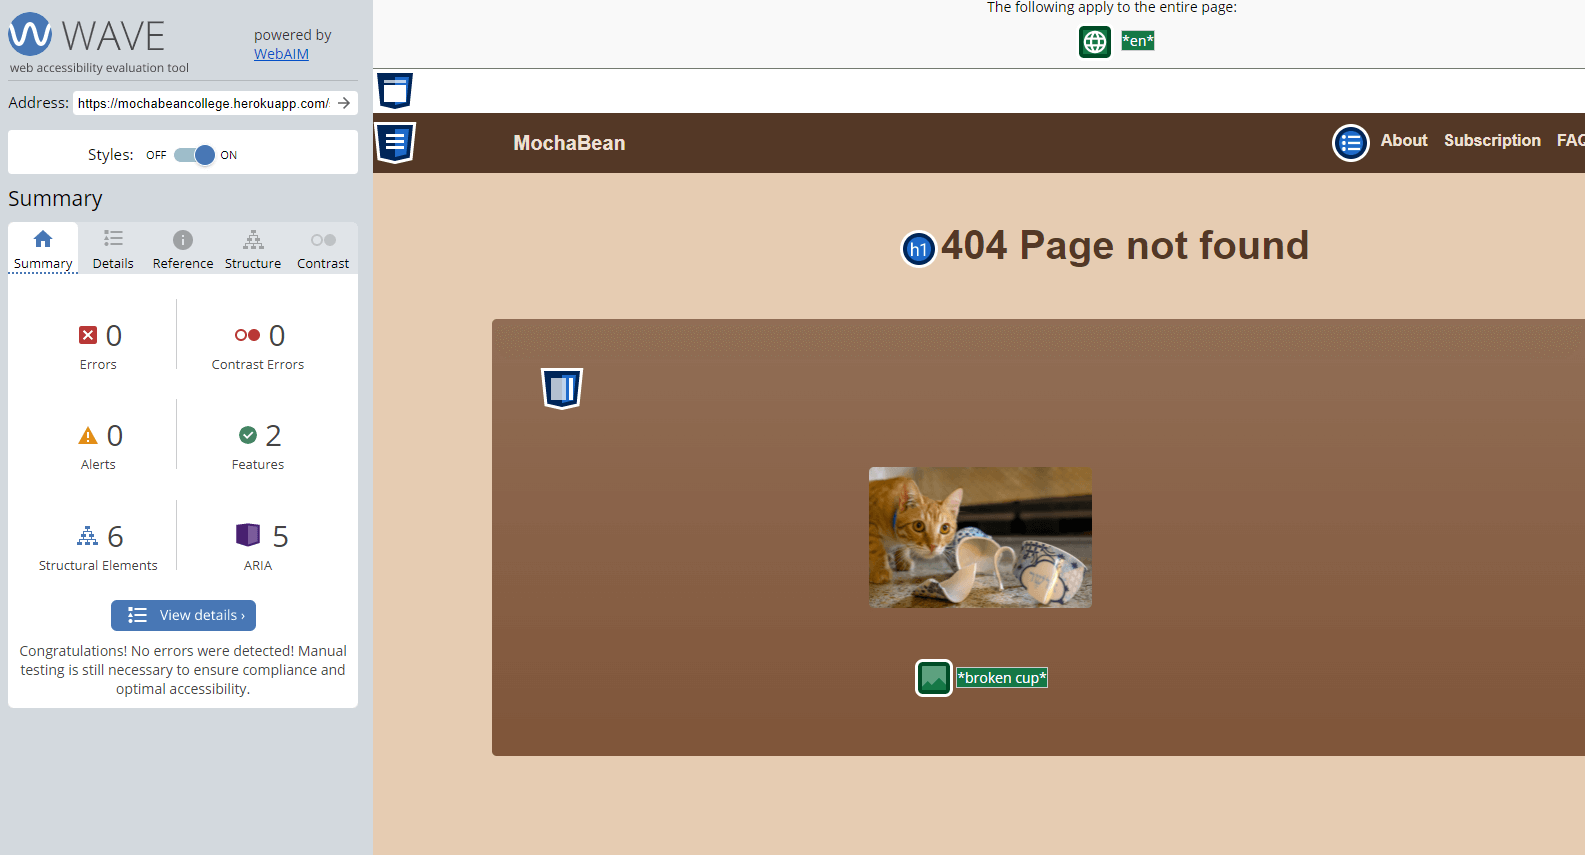 WAVE
powered by
WebAIM
web accessibility evaluation tool
Address: https://mochabeancollege.herokuapp.com/
Styles: OFF ON
Summary
Summary Details Reference Structure Contrast
0 Errors
0 Contrast Errors
0 Alerts
2 Features
6 Structural Elements
5 ARIA
View details ›
Congratulations! No errors were detected! Manual
testing is still necessary to ensure compliance and
optimal accessibility.
The following apply to the entire page:
*en*
MochaBean
About Subscription FAQ
h1 404 Page not found
*broken cup*